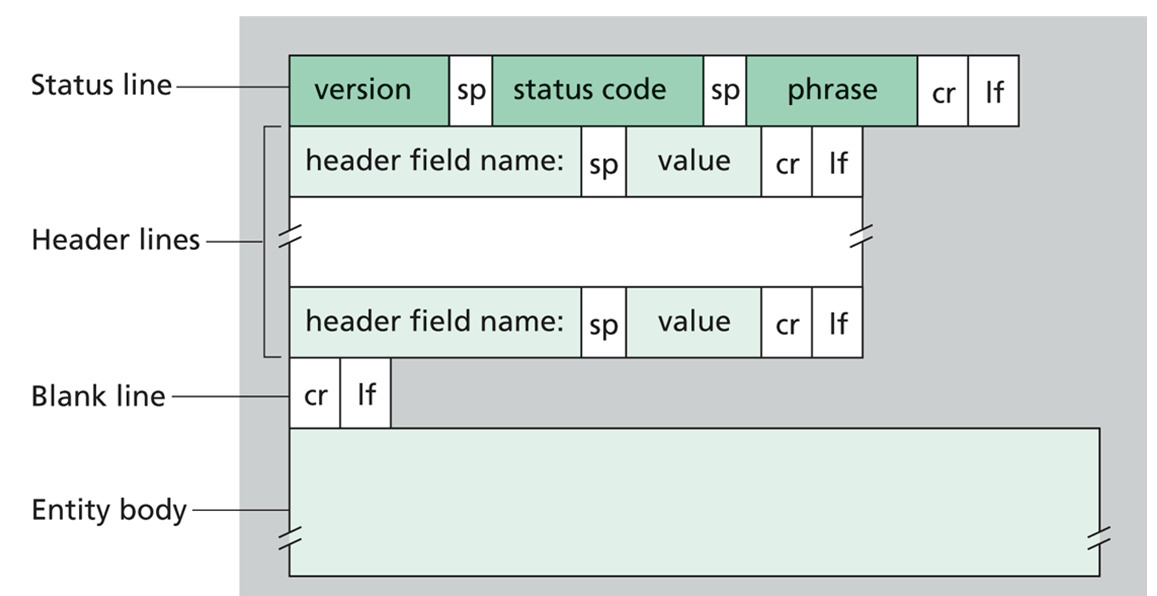 Status line version sp status code sp phrase cr lf
header field name: sp value cr lf
Header lines
header field name: sp value cr lf
Blank line cr lf
Entity body